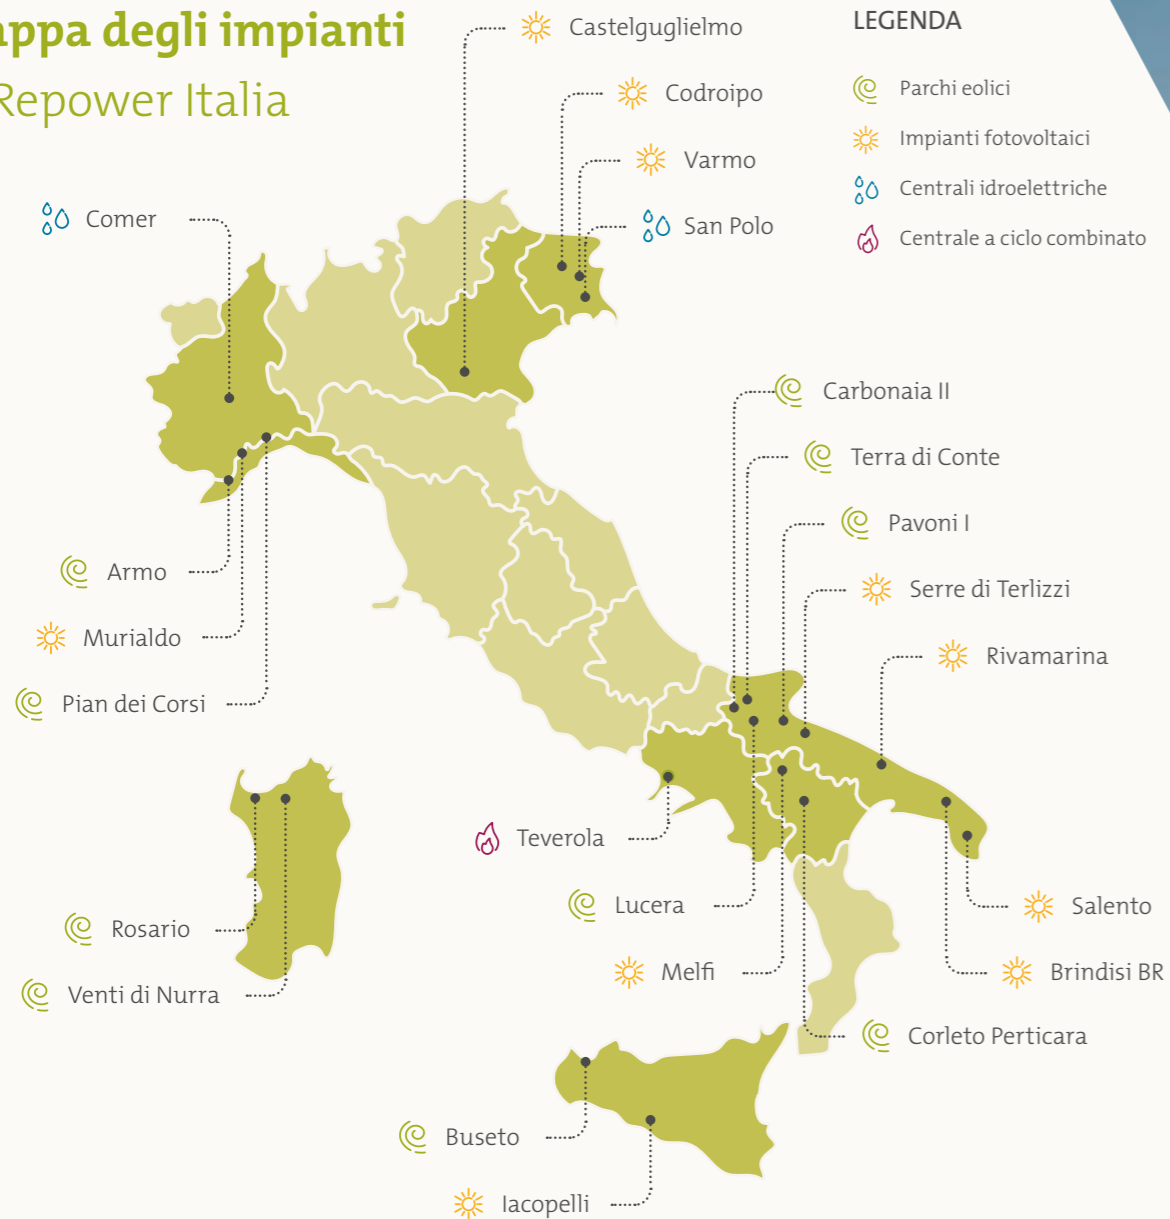 appa degli impianti
Repower Italia
LEGENDA
Parchi eolici
Impianti fotovoltaici
Centrali idroelettriche
Centrale a ciclo combinato
Castelguglielmo
Codroipo
Varmo
San Polo
Comer
Carbonaia II
Terra di Conte
Pavoni I
Serre di Terlizzi
Rivamarina
Armo
Murialdo
Pian dei Corsi
Teverola
Lucera
Melfi
Salento
Brindisi BR
Corleto Perticara
Rosario
Venti di Nurra
Buseto
Iacopelli